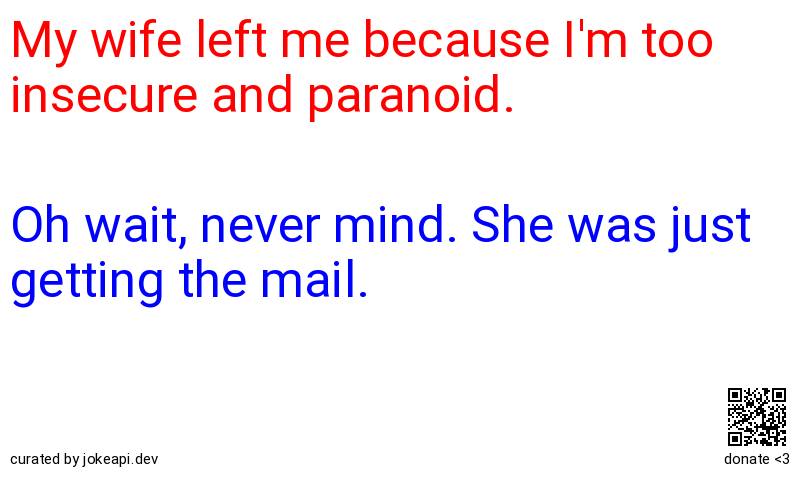 My wife left me because I'm too
insecure and paranoid.
Oh wait, never mind. She was just
getting the mail.
curated by jokeapi.dev
donate <3